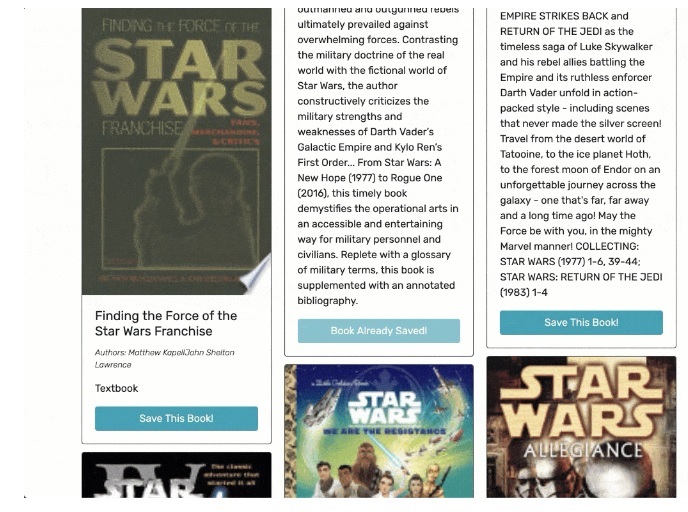 FINDING THE FORCE OF THE
STAR
WARS
FRANCHISE
FANS,
MERCHANDISE,
& CRITICS
Finding the Force of the
Star Wars Franchise
Authors: Matthew KapellJohn Shelton
Lawrence
Textbook
Save This Book!
IV
The classic
adventure that
started it all
STAR
outmanned and outgunned rebels
ultimately prevailed against
overwhelming forces. Contrasting
the military doctrine of the real
world with the fictional world of
Star Wars, the author
constructively criticizes the
military strengths and
weaknesses of Darth Vader's
Galactic Empire and Kylo Ren's
First Order... From Star Wars: A
New Hope (1977) to Rogue One
(2016), this timely book
demystifies the operational arts in
an accessible and entertaining
way for military personnel and
civilians. Replete with a glossary
of military terms, this book is
supplemented with an annotated
bibliography.
Book Already Saved!
a Little Golden Book
STAR
WARS
WE ARE THE RESISTANCE
EMPIRE STRIKES BACK and
RETURN OF THE JEDI as the
timeless saga of Luke Skywalker
and his rebel allies battling the
Empire and its ruthless enforcer
Darth Vader unfold in action-
packed style - including scenes
that never made the silver screen!
Travel from the desert world of
Tatooine, to the ice planet Hoth,
to the forest moon of Endor on an
unforgettable journey across the
galaxy - one that's far, far away
and a long time ago! May the
Force be with you, in the mighty
Marvel manner! COLLECTING:
STAR WARS (1977) 1-6, 39-44;
STAR WARS: RETURN OF THE JEDI
(1983) 1-4
Save This Book!
STAR
WARS
ALLEGIANCE